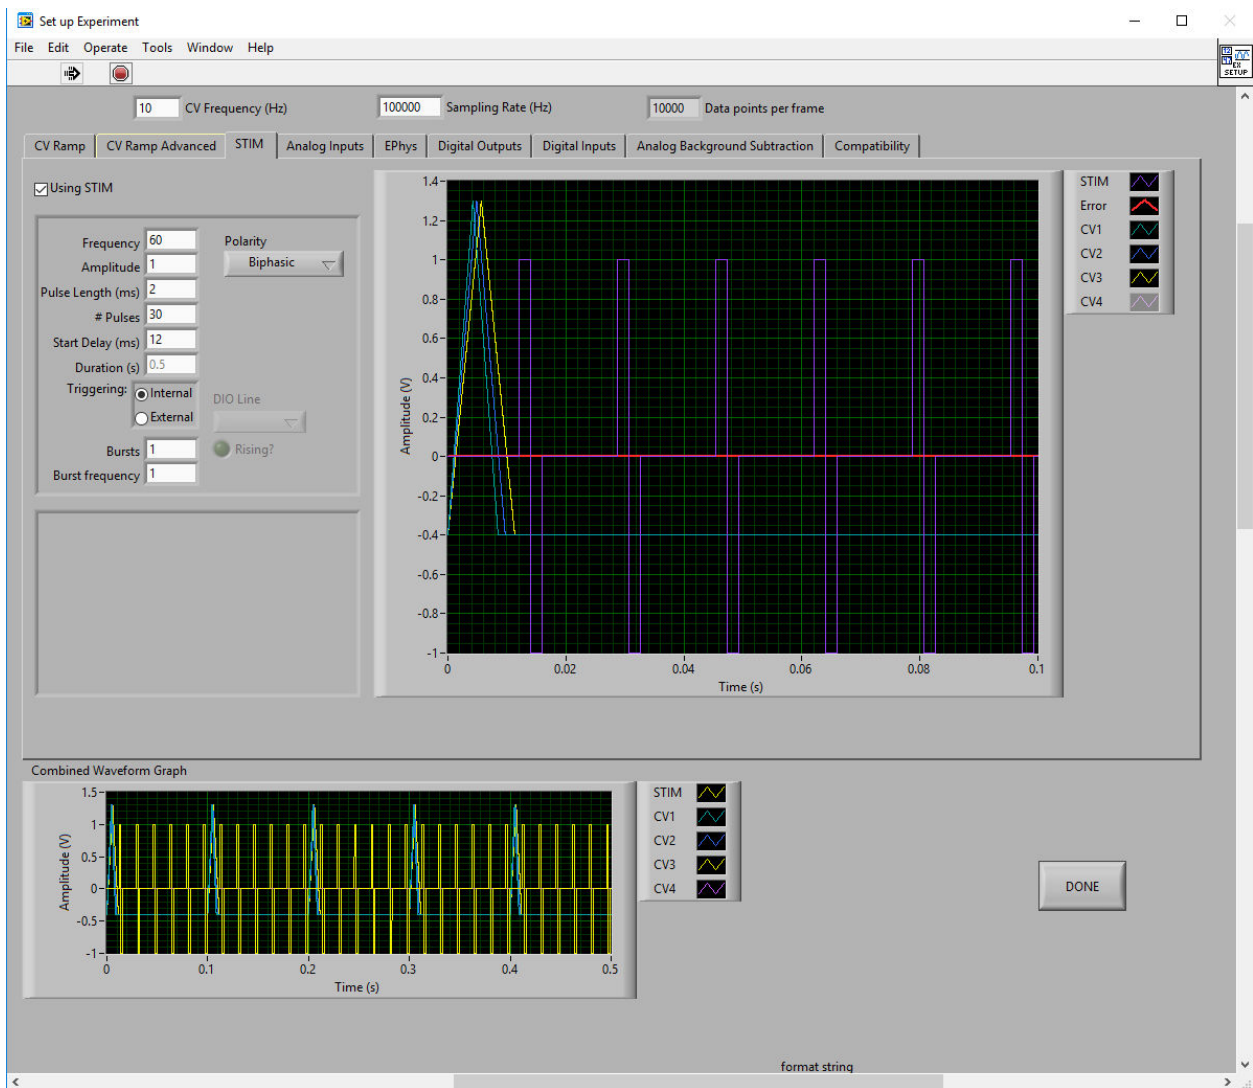 Set up Experiment
File Edit Operate Tools Window Help
EX
SETUP
10 CV Frequency (Hz) 100000 Sampling Rate (Hz) 10000 Data points per frame
CV Ramp CV Ramp Advanced STIM Analog Inputs EPhys Digital Outputs Digital Inputs Analog Background Subtraction Compatibility
Using STIM
Frequency 60
Amplitude 1
Pulse Length (ms) 2
# Pulses 30
Start Delay (ms) 12
Duration (s) 0.5
Triggering: Internal
External
Bursts 1
Burst frequency 1
Polarity
Biphasic
DIO Line
Rising?
1.4
1.2
1
0.8
0.6
0.4
0.2
0
-0.2
-0.4
-0.6
-0.8
-1
Amplitude (V)
0 0.02 0.04 0.06 0.08 0.1
Time (s)
STIM
Error
CV1
CV2
CV3
CV4
Combined Waveform Graph
1.5
1
0.5
0
-0.5
-1
Amplitude (V)
0 0.1 0.2 0.3 0.4 0.5
Time (s)
STIM
CV1
CV2
CV3
CV4
DONE
format string